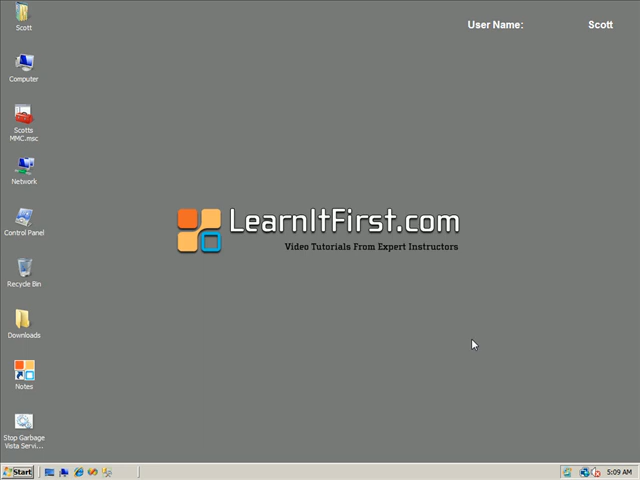 User Name: Scott
Scott
Computer
Scotts
MMC.msc
Network
Control Panel
Recycle Bin
Downloads
Notes
Stop Garbage
Vista Servi...
LearnItFirst.com
Video Tutorials From Expert Instructors
Start
5:09 AM